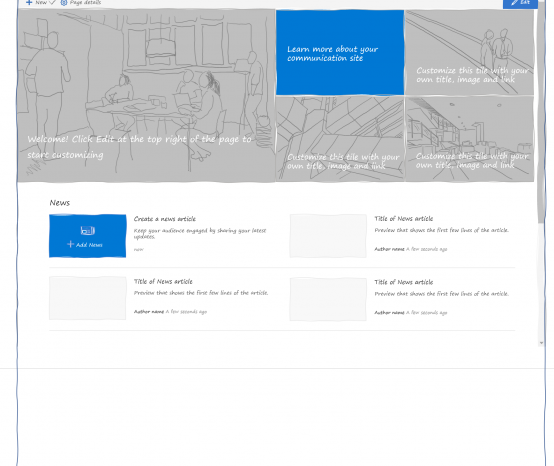 + New Page details
Edit
Welcome! Click Edit at the top right of the page to
start customizing
Learn more about your
communication site
Customize this tile with your
own title, image and link
Customize this tile with your
own title, image and link
Customize this tile with your
own title, image and link
News
+ Add News
Create a news article
Keep your audience engaged by sharing your latest
updates.
now
Title of News article
Preview that shows the first few lines of the article.
Author name A few seconds ago
Title of News article
Preview that shows the first few lines of the article.
Author name A few seconds ago
Title of News article
Preview that shows the first few lines of the article.
Author name A few seconds ago